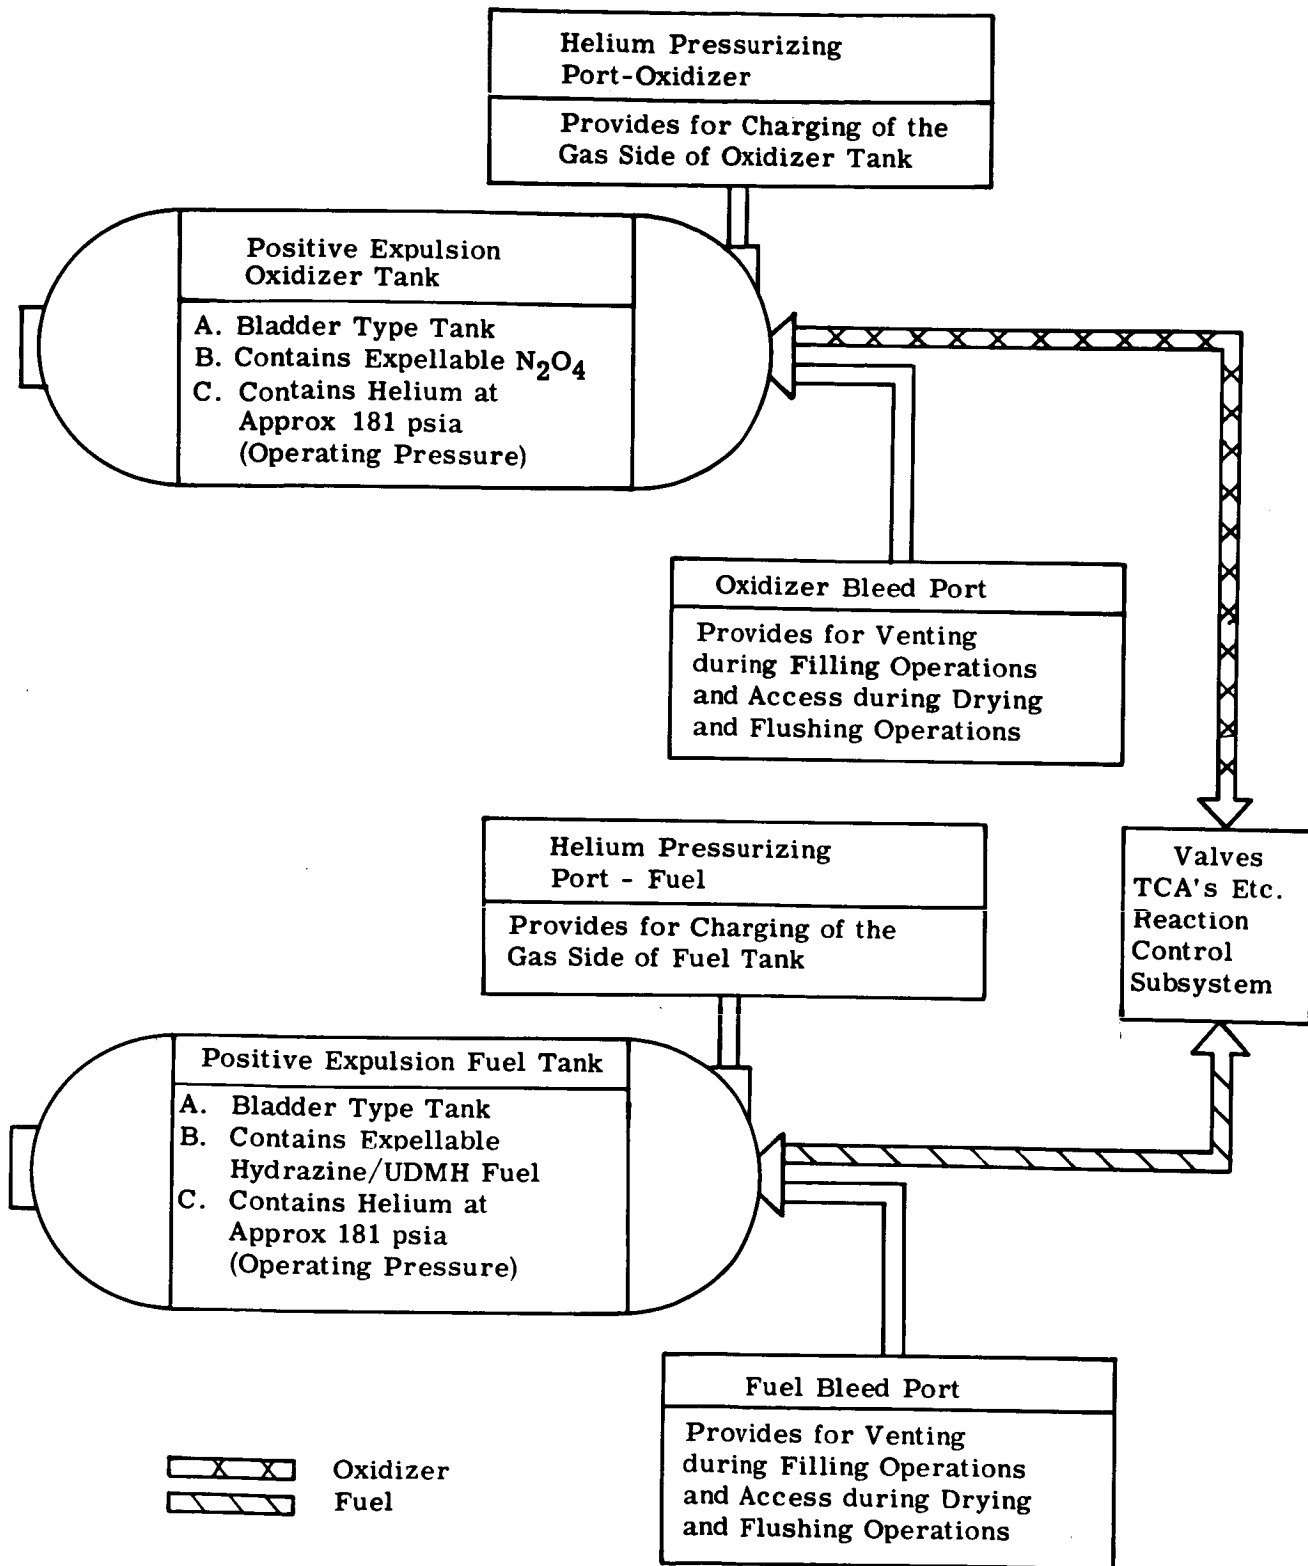 Helium Pressurizing
Port-Oxidizer
Provides for Charging of the
Gas Side of Oxidizer Tank
Positive Expulsion
Oxidizer Tank
A. Bladder Type Tank
B. Contains Expellable N₂O₄
C. Contains Helium at
Approx 181 psia
(Operating Pressure)
Oxidizer Bleed Port
Provides for Venting
during Filling Operations
and Access during Drying
and Flushing Operations
Helium Pressurizing
Port - Fuel
Provides for Charging of the
Gas Side of Fuel Tank
Valves
TCA's Etc.
Reaction
Control
Subsystem
Positive Expulsion Fuel Tank
A. Bladder Type Tank
B. Contains Expellable
Hydrazine/UDMH Fuel
C. Contains Helium at
Approx 181 psia
(Operating Pressure)
Fuel Bleed Port
Provides for Venting
during Filling Operations
and Access during Drying
and Flushing Operations
Oxidizer
Fuel